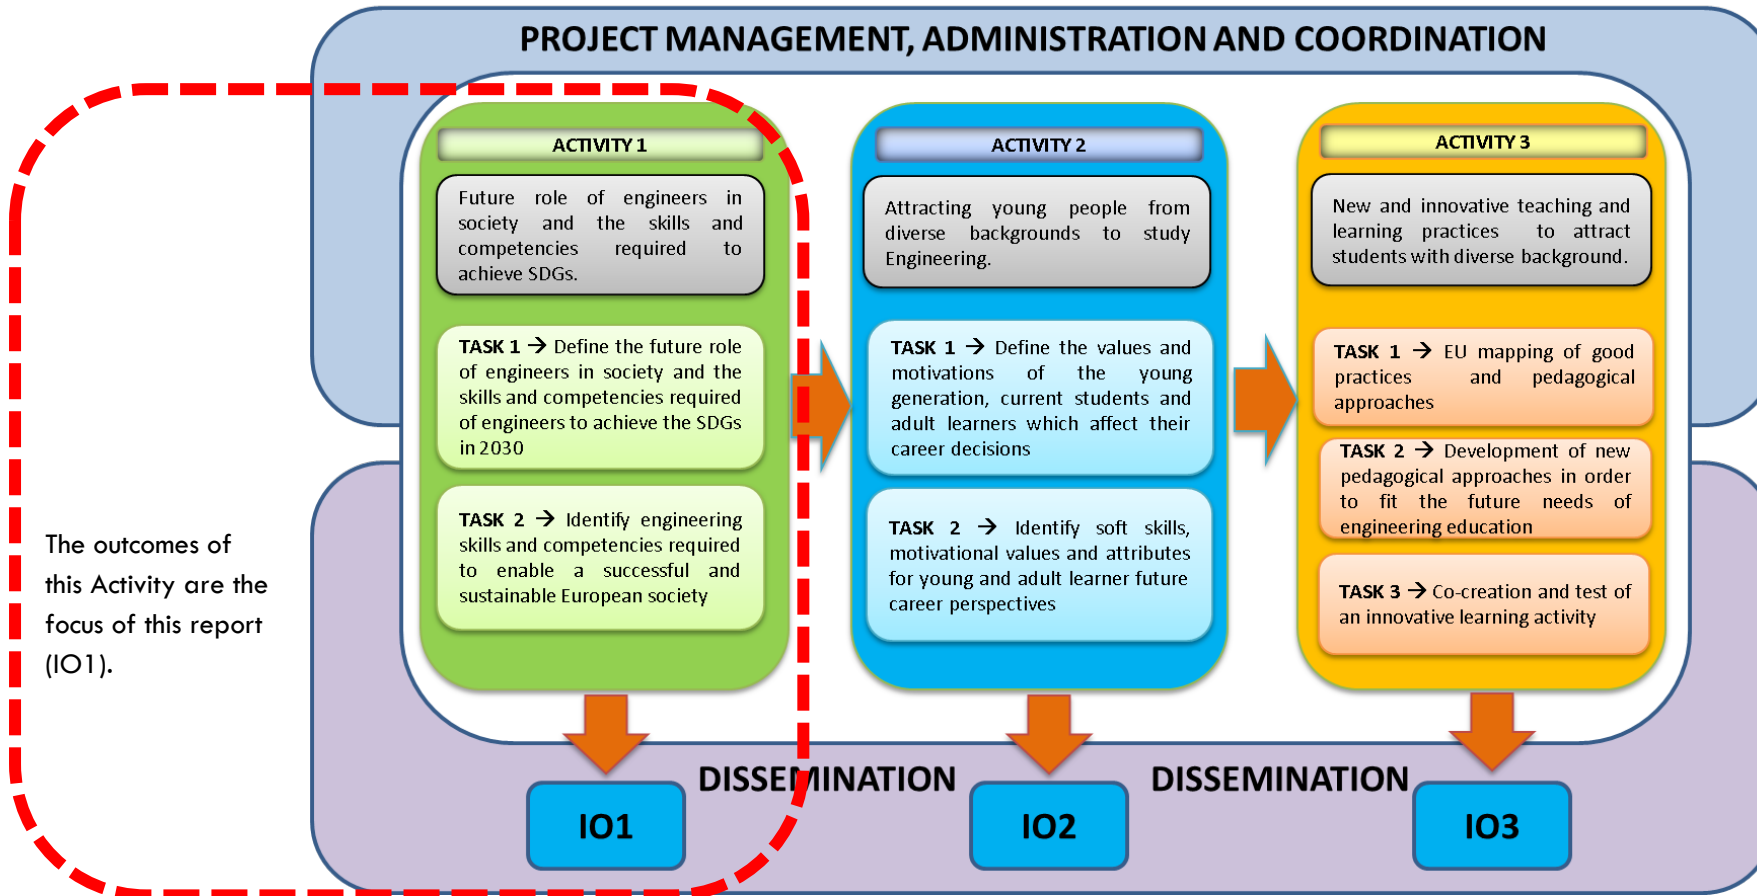 PROJECT MANAGEMENT, ADMINISTRATION AND COORDINATION
ACTIVITY 1
Future role of engineers in
society and the skills and
competencies required to
achieve SDGs.
TASK 1 → Define the future role
of engineers in society and the
skills and competencies required
of engineers to achieve the SDGs
in 2030
TASK 2 → Identify engineering
skills and competencies required
to enable a successful and
sustainable European society
ACTIVITY 2
Attracting young people from
diverse backgrounds to study
Engineering.
TASK 1 → Define the values and
motivations of the young
generation, current students and
adult learners which affect their
career decisions
TASK 2 → Identify soft skills,
motivational values and attributes
for young and adult learner future
career perspectives
ACTIVITY 3
New and innovative teaching and
learning practices to attract
students with diverse background.
TASK 1 → EU mapping of good
practices and pedagogical
approaches
TASK 2 → Development of new
pedagogical approaches in order
to fit the future needs of
engineering education
TASK 3 → Co-creation and test of
an innovative learning activity
The outcomes of
this Activity are the
focus of this report
(IO1).
DISSEMINATION
DISSEMINATION
IO1
IO2
IO3